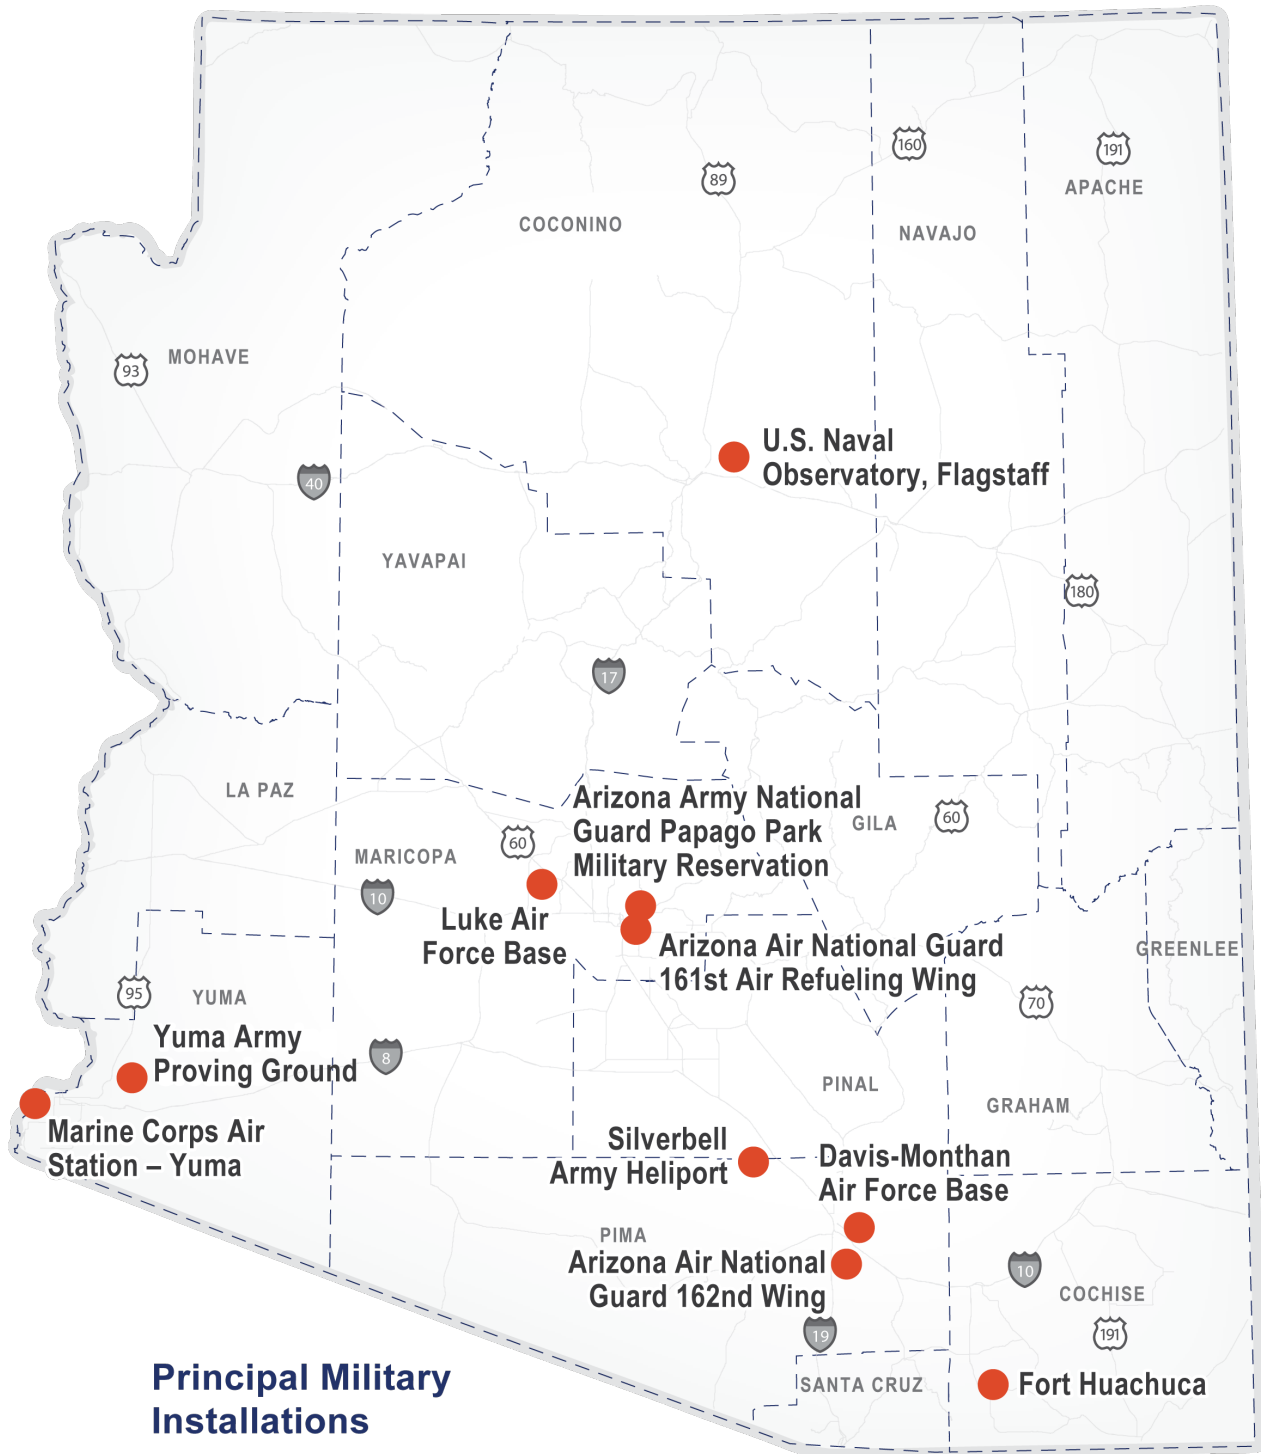 160
191
89
APACHE
COCONINO
NAVAJO
MOHAVE
93
U.S. Naval
Observatory, Flagstaff
40
YAVAPAI
180
17
LA PAZ
Arizona Army National
Guard Papago Park
Military Reservation
GILA
60
60
MARICOPA
10
Luke Air
Force Base
Arizona Air National Guard
161st Air Refueling Wing
GREENLEE
95
YUMA
70
Yuma Army
Proving Ground
8
PINAL
GRAHAM
Marine Corps Air
Station – Yuma
Silverbell
Army Heliport
Davis-Monthan
Air Force Base
PIMA
Arizona Air National
Guard 162nd Wing
10
COCHISE
19
191
SANTA CRUZ
Fort Huachuca
Principal Military
Installations